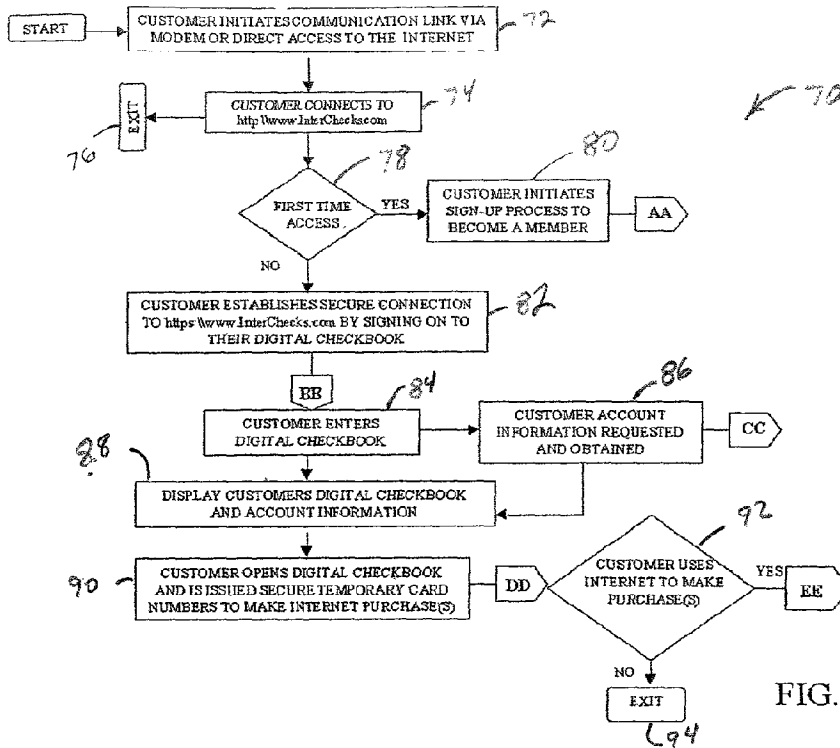 START
CUSTOMER INITIATES COMMUNICATION LINK VIA
MODEM OR DIRECT ACCESS TO THE INTERNET
72
CUSTOMER CONNECTS TO
http\\www.InterChecks.com
74
EXIT
76
70
78
FIRST TIME
ACCESS
YES
NO
80
CUSTOMER INITIATES
SIGN-UP PROCESS TO
BECOME A MEMBER
AA
CUSTOMER ESTABLISHES SECURE CONNECTION
TO https\\www.InterChecks.com BY SIGNING ON TO
THEIR DIGITAL CHECKBOOK
82
BB
84
CUSTOMER ENTERS
DIGITAL CHECKBOOK
86
CUSTOMER ACCOUNT
INFORMATION REQUESTED
AND OBTAINED
CC
88
DISPLAY CUSTOMERS DIGITAL CHECKBOOK
AND ACCOUNT INFORMATION
90
CUSTOMER OPENS DIGITAL CHECKBOOK
AND IS ISSUED SECURE TEMPORARY CARD
NUMBERS TO MAKE INTERNET PURCHASE(S)
DD
92
CUSTOMER USES
INTERNET TO MAKE
PURCHASE(S)
YES
EE
NO
EXIT
94
FIG.